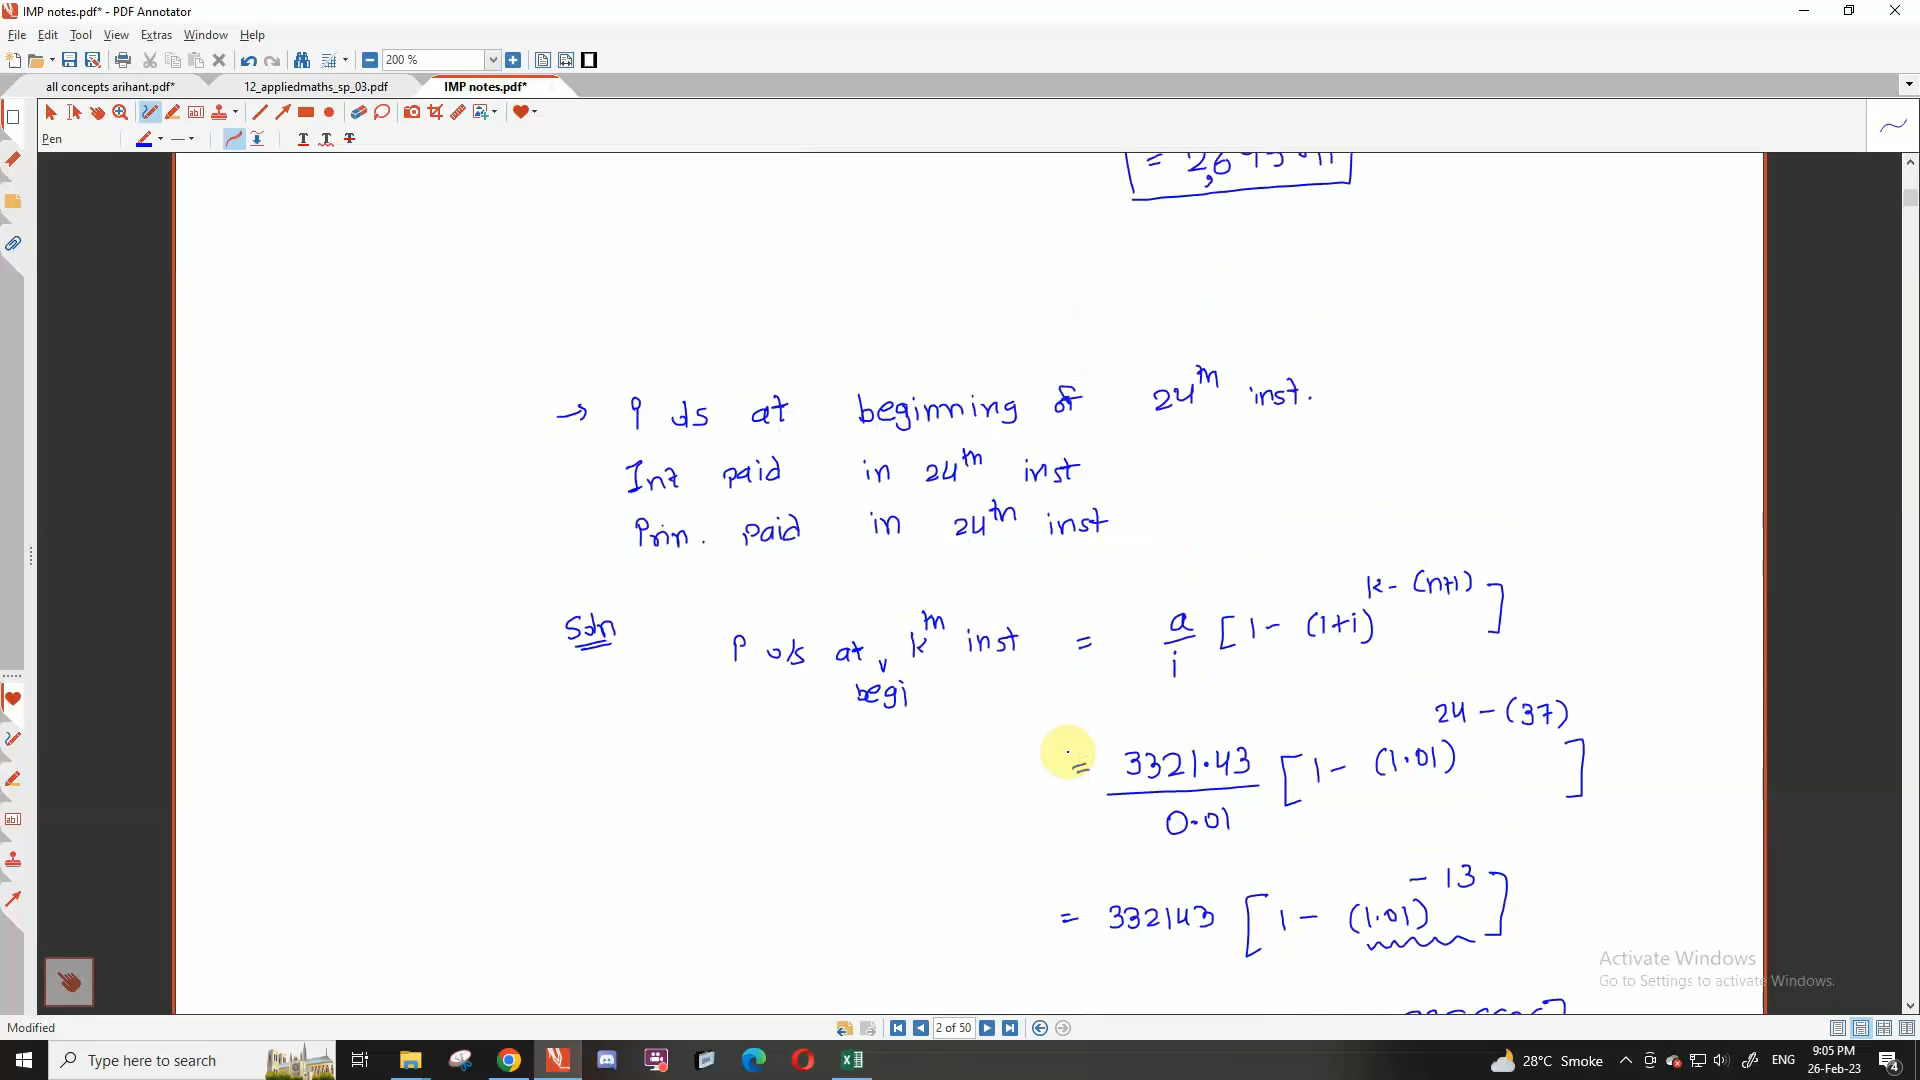 IMP notes.pdf* - PDF Annotator
File Edit Tool View Extras Window Help
200 %
all concepts arihant.pdf* 12_appliedmaths_sp_03.pdf IMP notes.pdf*
Pen
→ P o/s at beginning of 24th inst.
Int paid in 24th inst
Prin. paid in 24th inst
Soln P o/s at begi kth inst = a/i [1 - (1+i)^k-(n+1)]
= 3321.43/0.01 [1 - (1.01)^24-(37)]
= 332143 [1 - (1.01)^-13]
Activate Windows
Go to Settings to activate Windows.
Modified
2 of 50
Type here to search
28°C Smoke
ENG
9:05 PM
26-Feb-23
4